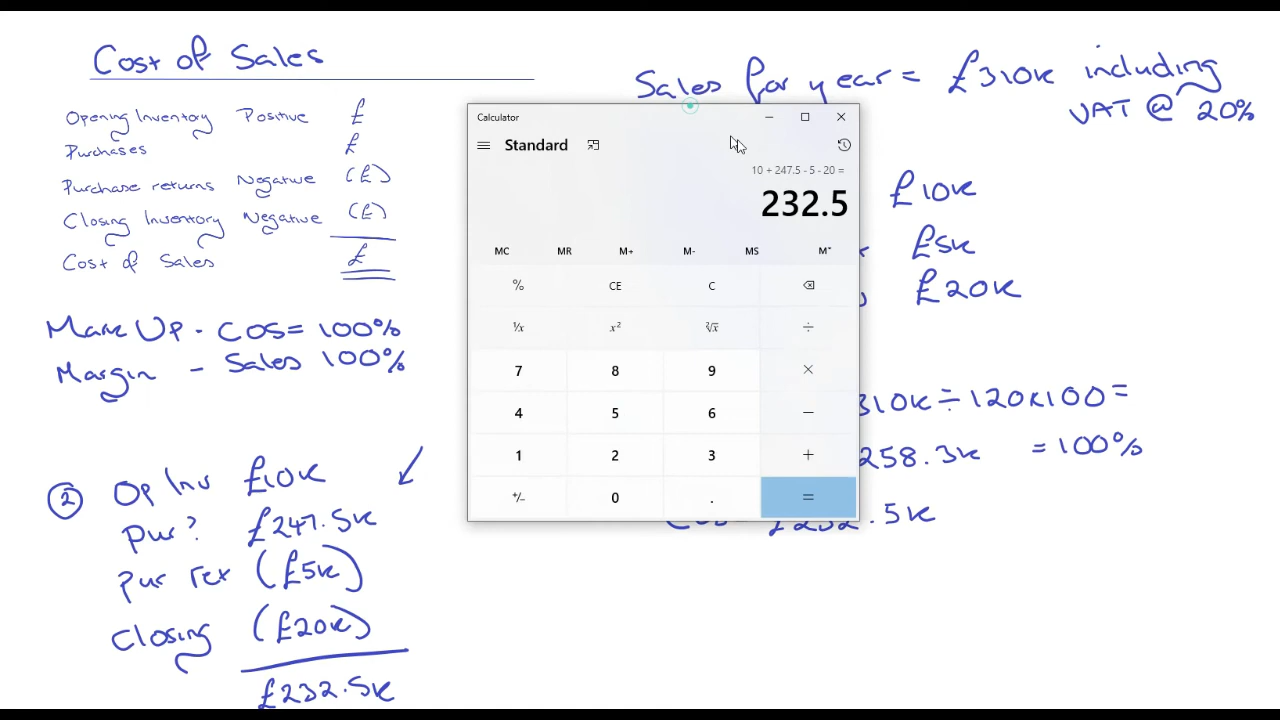 Cost of Sales
Opening Inventory Positive £
Purchases £
Purchase returns Negative (£)
Closing Inventory Negative (£)
Cost of Sales £
Mark Up - COS = 100%
Margin - Sales 100%
② Op Inv £10k
Pur? £247.5k
Pur ret (£5k)
Closing (£20k)
£232.5k
Sales for year = £310k including
VAT @ 20%
£10k
£5k
£20k
310k ÷ 120 x 100 =
258.3k = 100%
£232.5k
Calculator
Standard
10 + 247.5 - 5 - 20 =
232.5
MC MR M+ M- MS M˅
% CE C ⌫
¹/x x² ²√x ÷
7 8 9 ×
4 5 6 −
1 2 3 +
+/− 0 . =